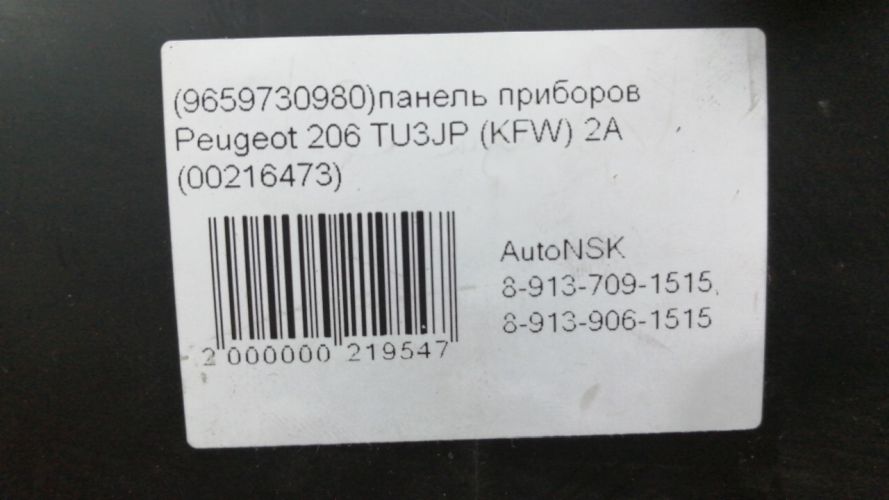 (9659730980)панель приборов
Peugeot 206 TU3JP (KFW) 2A
(00216473)
AutoNSK
8-913-709-1515,
8-913-906-1515
2 000000 219547